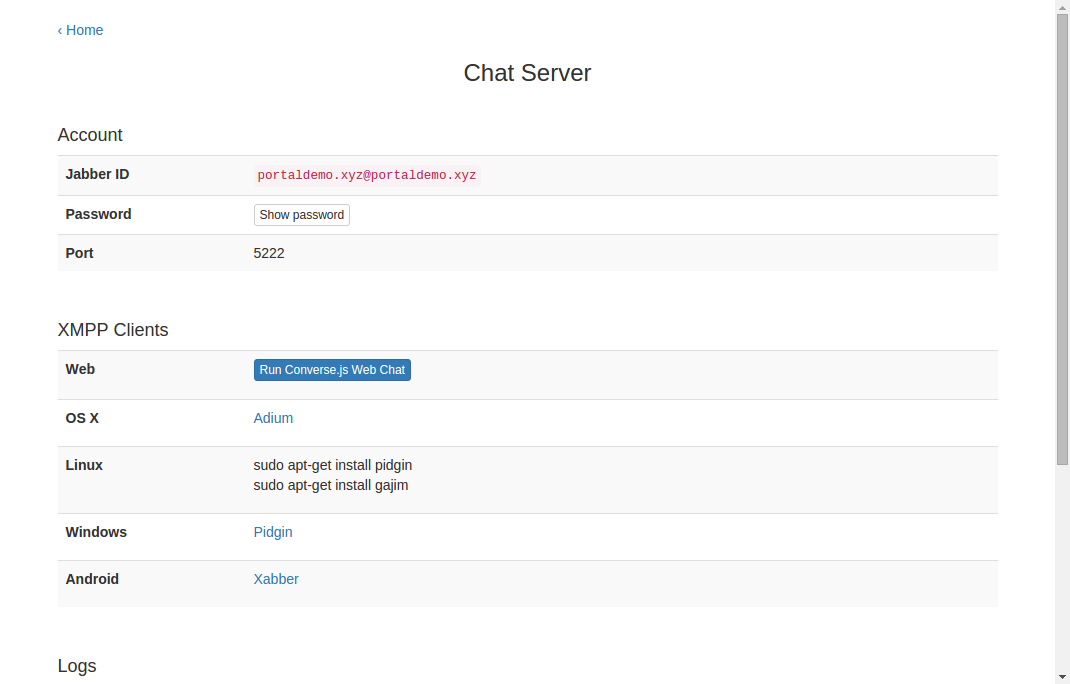 ‹ Home
Chat Server
Account
Jabber ID portaldemo.xyz@portaldemo.xyz
Password Show password
Port 5222
XMPP Clients
Web Run Converse.js Web Chat
OS X Adium
Linux sudo apt-get install pidgin
sudo apt-get install gajim
Windows Pidgin
Android Xabber
Logs